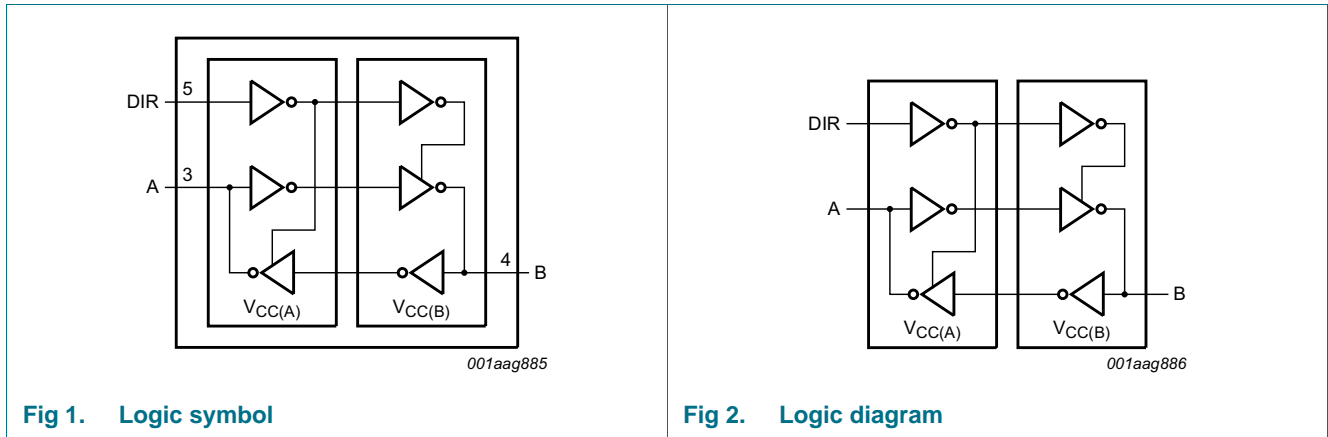 DIR 5
A 3
4 B
VCC(A) VCC(B)
001aag885
Fig 1. Logic symbol
DIR
A
B
VCC(A) VCC(B)
001aag886
Fig 2. Logic diagram